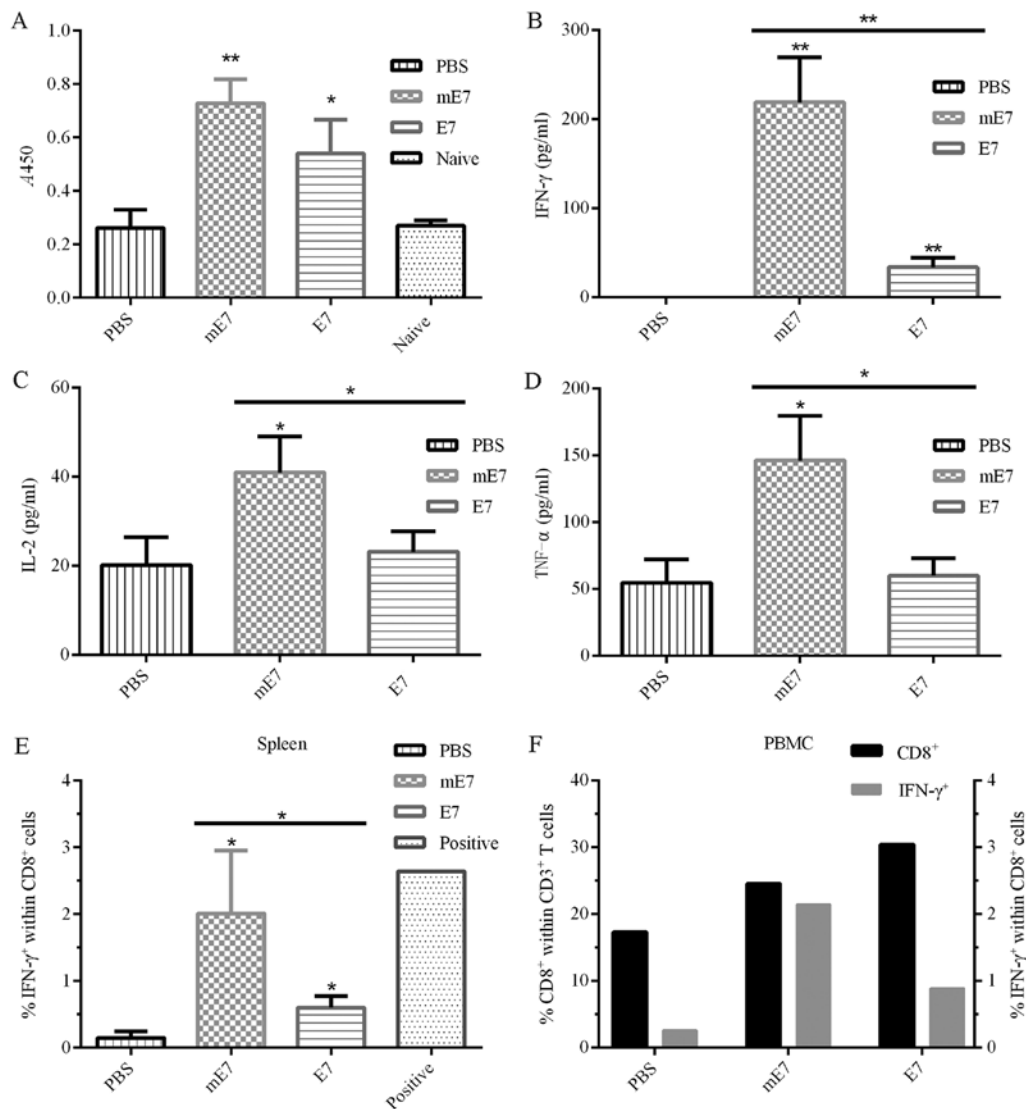 A
1.0
0.8
0.6
0.4
0.2
0.0
A450
**
*
PBS
mE7
E7
Naive
PBS
mE7
E7
Naive
B
300
200
100
0
IFN-γ (pg/ml)
**
**
**
PBS
mE7
E7
PBS
mE7
E7
C
60
40
20
0
IL-2 (pg/ml)
*
*
PBS
mE7
E7
PBS
mE7
E7
D
200
150
100
50
0
TNF-α (pg/ml)
*
*
PBS
mE7
E7
PBS
mE7
E7
E
Spleen
4
3
2
1
0
% IFN-γ⁺ within CD8⁺ cells
*
*
*
PBS
mE7
E7
Positive
PBS
mE7
E7
Positive
F
PBMC
CD8⁺
IFN-γ⁺
40
30
20
10
0
% CD8⁺ within CD3⁺ T cells
4
3
2
1
0
% IFN-γ⁺ within CD8⁺ cells
PBS
mE7
E7